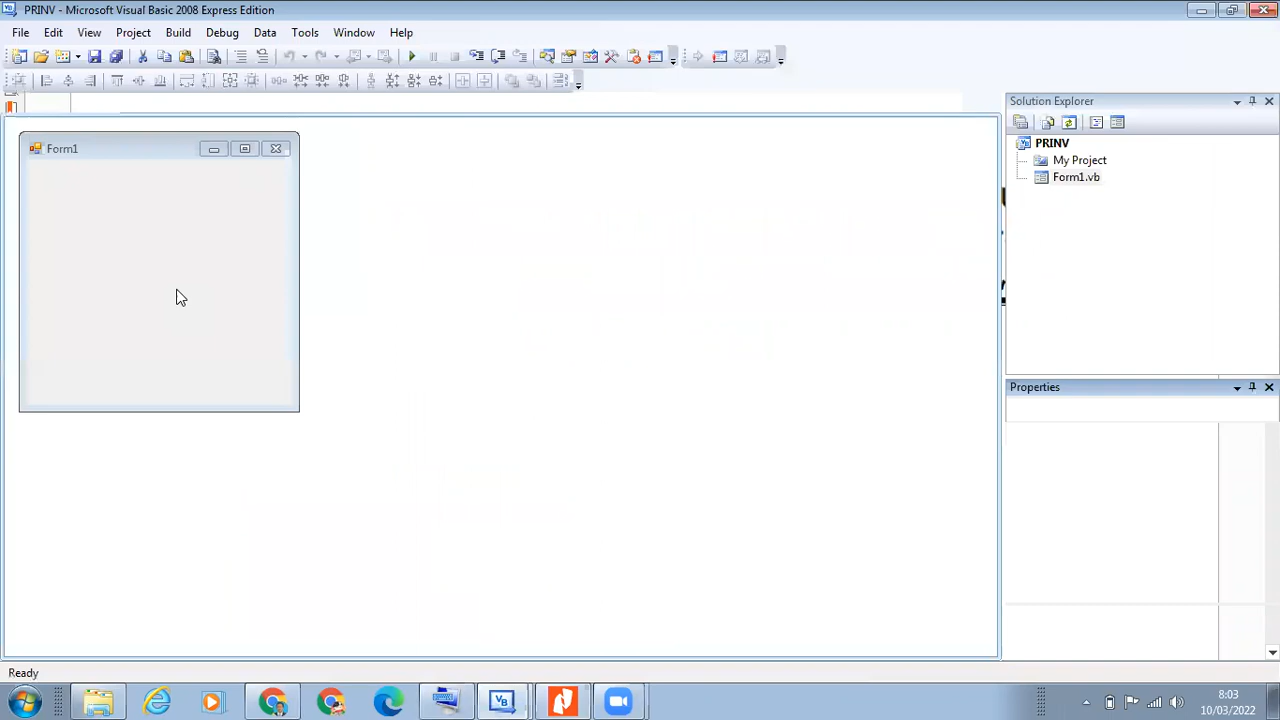 PRINV - Microsoft Visual Basic 2008 Express Edition
File Edit View Project Build Debug Data Tools Window Help
Solution Explorer
PRINV
Form1
My Project
Form1.vb
Properties
Ready
VB
8:03
10/03/2022